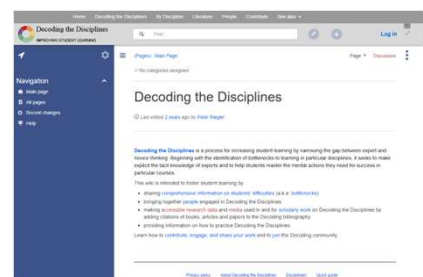 Home Decoding the Disciplines By Discipline Literature People Contribute See also
Decoding the Disciplines
IMPROVING STUDENT LEARNING
Find
Log in
(Pages) Main Page
Page Discussion
No categories assigned
Navigation
Main page
All pages
Recent changes
Help
Decoding the Disciplines
Last edited 2 years ago by Peter Riegler
Decoding the Disciplines is a process for increasing student learning by narrowing the gap between expert and
novice thinking. Beginning with the identification of bottlenecks to learning in particular disciplines, it seeks to make
explicit the tacit knowledge of experts and to help students master the mental actions they need for success in
particular courses.
This wiki is intended to foster student learning by
• sharing comprehensive information on students' difficulties (a.k.a. bottlenecks)
• bringing together people engaged in Decoding the Disciplines
• making accessible research data and media used in and for scholarly work on Decoding the Disciplines by
adding citations of books, articles and papers to the Decoding bibliography
• providing information on how to practice Decoding the Disciplines.
Learn how to contribute, engage, and share your work and to join the Decoding community.
Privacy policy About Decoding the Disciplines Disclaimers Quick guide